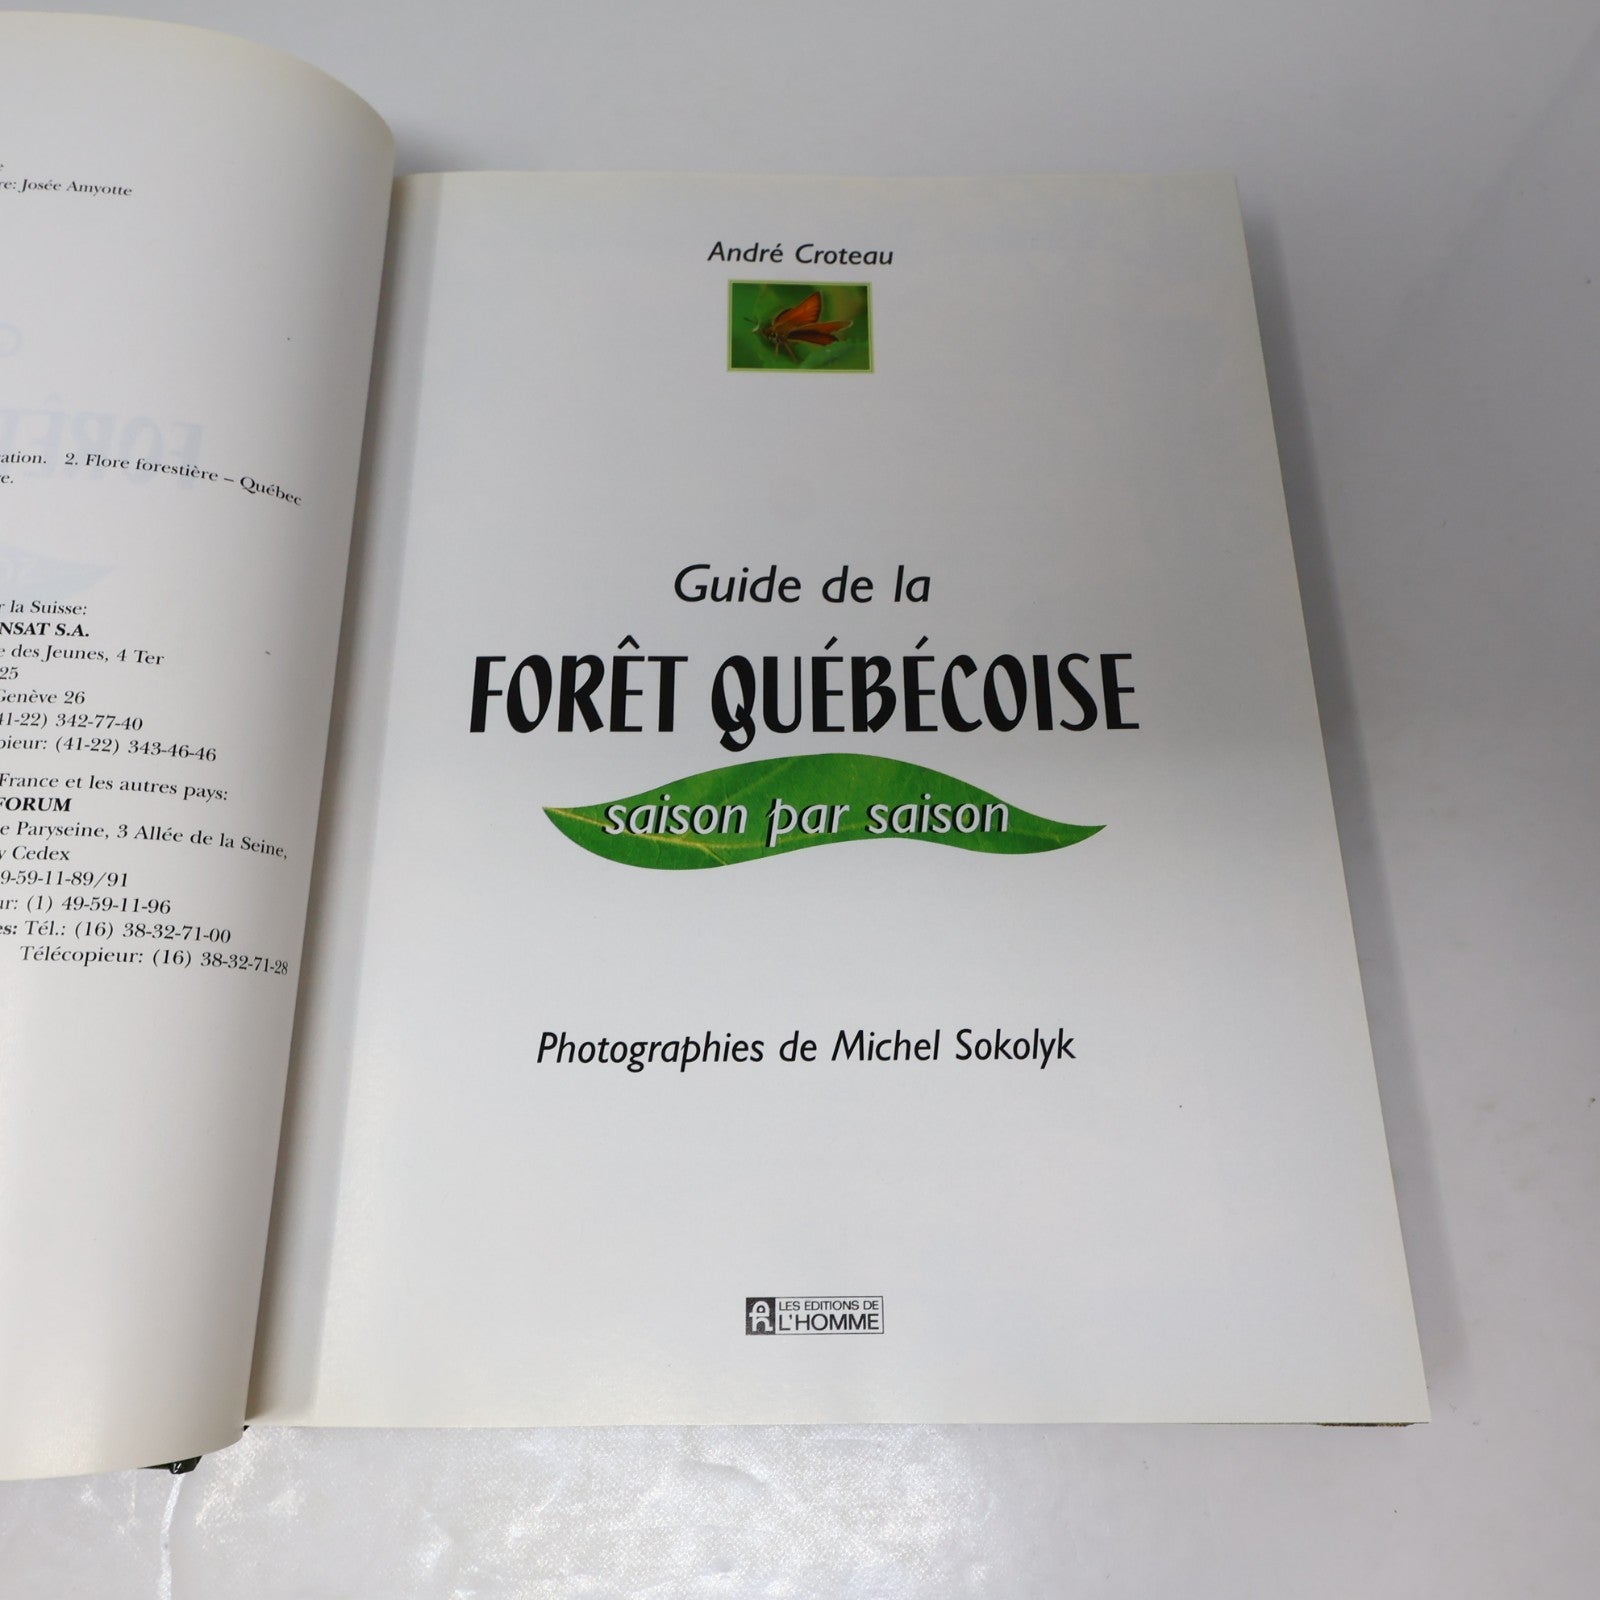 re: Josée Amyotte
ation. 2. Flore forestière – Québec
re.
r la Suisse:
NSAT S.A.
e des Jeunes, 4 Ter
25
Genève 26
41-22) 342-77-40
pieur: (41-22) 343-46-46
France et les autres pays:
FORUM
e Paryseine, 3 Allée de la Seine,
y Cedex
9-59-11-89/91
ur: (1) 49-59-11-96
es: Tél.: (16) 38-32-71-00
Télécopieur: (16) 38-32-71-28
André Croteau
Guide de la
FORÊT QUÉBÉCOISE
saison par saison
Photographies de Michel Sokolyk
LES EDITIONS DE
L'HOMME